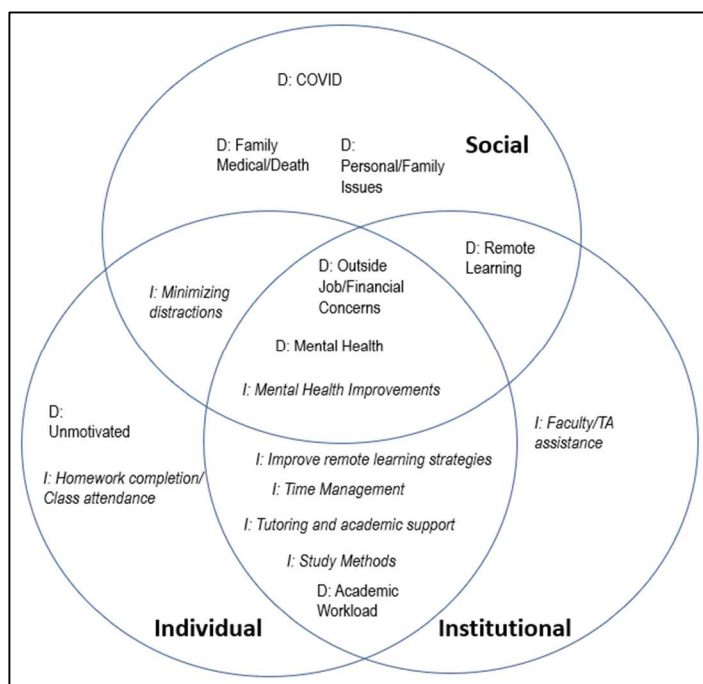 D: COVID
D: Family
Medical/Death
D:
Personal/Family
Issues
Social
D: Remote
Learning
D: Outside
Job/Financial
Concerns
I: Minimizing
distractions
D: Mental Health
I: Mental Health Improvements
D:
Unmotivated
I: Faculty/TA
assistance
I: Homework completion/
Class attendance
I: Improve remote learning strategies
I: Time Management
I: Tutoring and academic support
I: Study Methods
D: Academic
Workload
Individual
Institutional